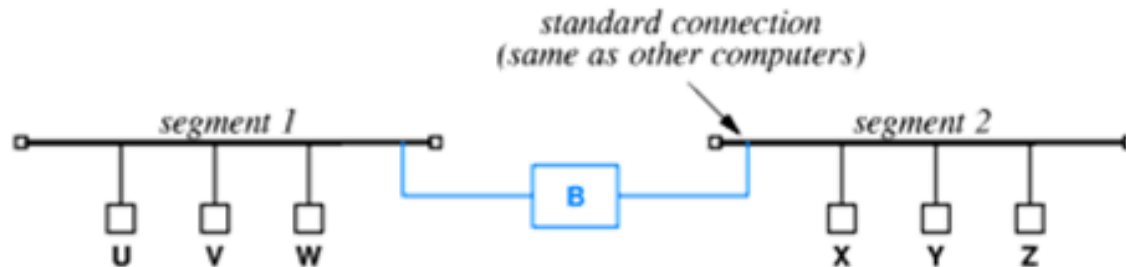 standard connection
(same as other computers)
segment 1
segment 2
B
U V W X Y Z